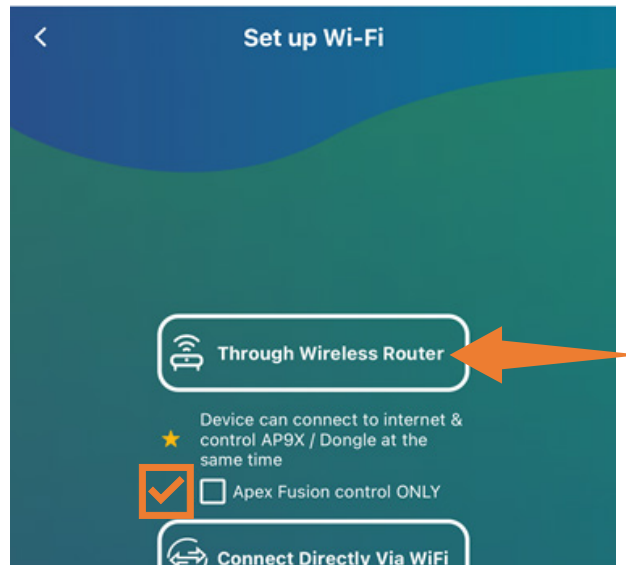 Set up Wi-Fi
Through Wireless Router
Device can connect to internet &
control AP9X / Dongle at the
same time
Apex Fusion control ONLY
Connect Directly Via WiFi